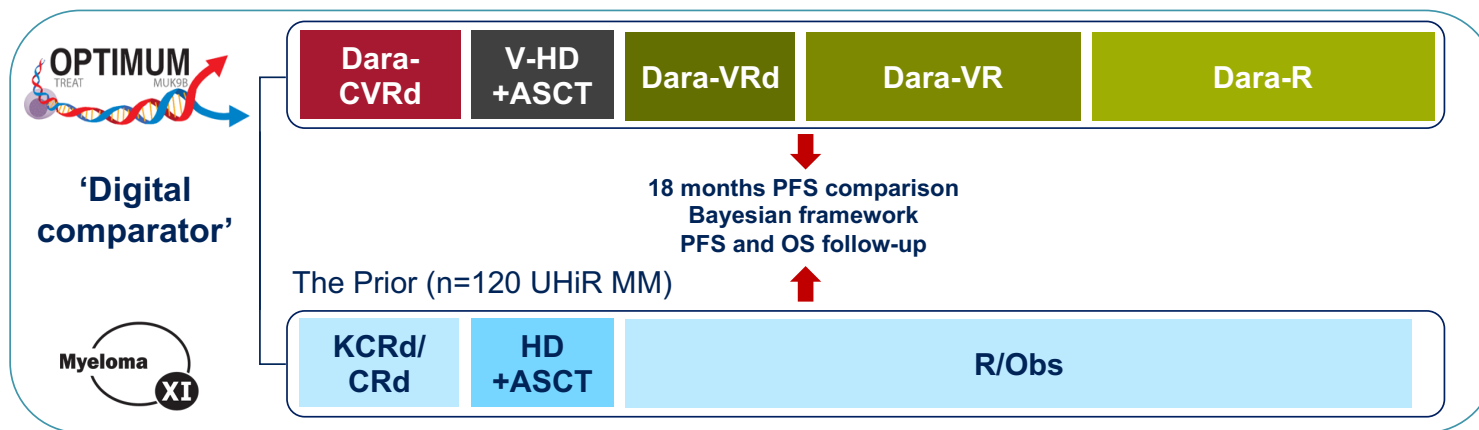 OPTIMUM
TREAT MUK9B
Dara-
CVRd
V-HD
+ASCT
Dara-VRd
Dara-VR
Dara-R
‘Digital
comparator’
18 months PFS comparison
Bayesian framework
PFS and OS follow-up
The Prior (n=120 UHiR MM)
Myeloma
XI
KCRd/
CRd
HD
+ASCT
R/Obs